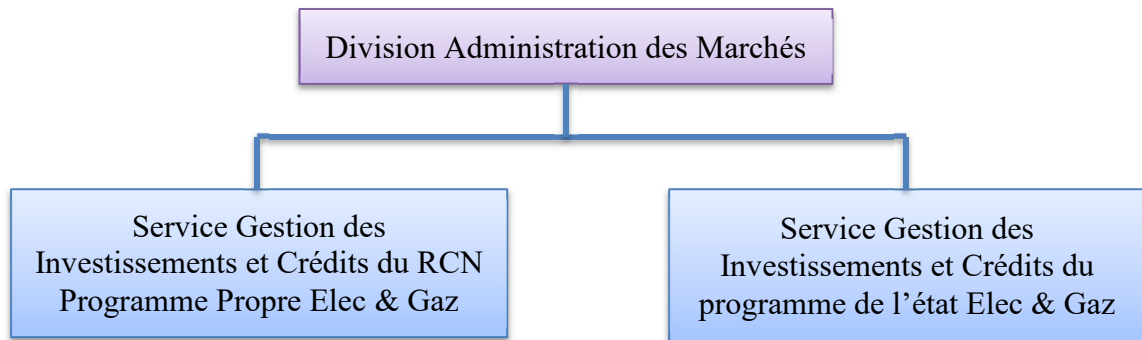 Division Administration des Marchés
Service Gestion des
Investissements et Crédits du RCN
Programme Propre Elec & Gaz
Service Gestion des
Investissements et Crédits du
programme de l’état Elec & Gaz